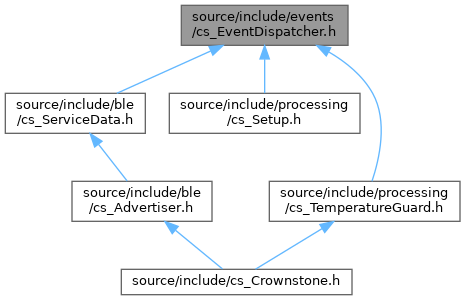 source/include/events
/cs_EventDispatcher.h
source/include/ble
/cs_ServiceData.h
source/include/processing
/cs_Setup.h
source/include/ble
/cs_Advertiser.h
source/include/processing
/cs_TemperatureGuard.h
source/include/cs_Crownstone.h